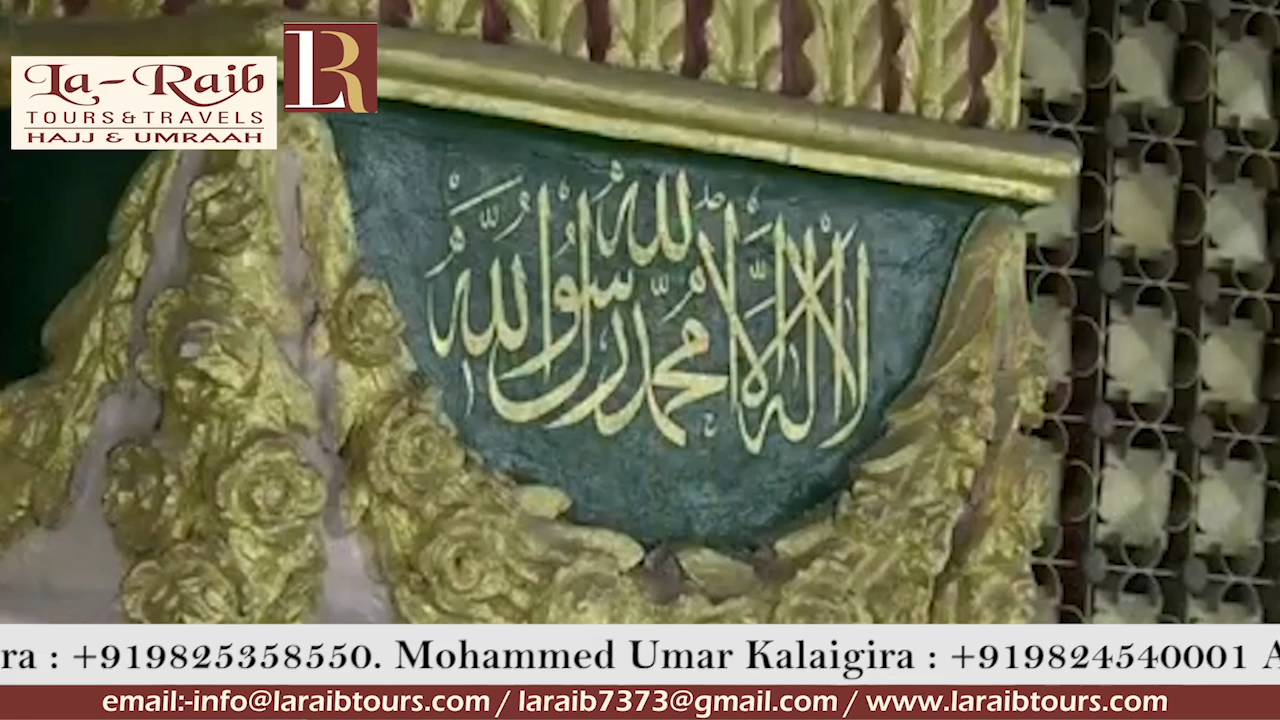 La-Raib
TOURS & TRAVELS
HAJJ & UMRAAH
LR
لا اله الا الله محمد رسول الله
ra : +919825358550. Mohammed Umar Kalaigira : +919824540001 A
email:-info@laraibtours.com / laraib7373@gmail.com / www.laraibtours.com